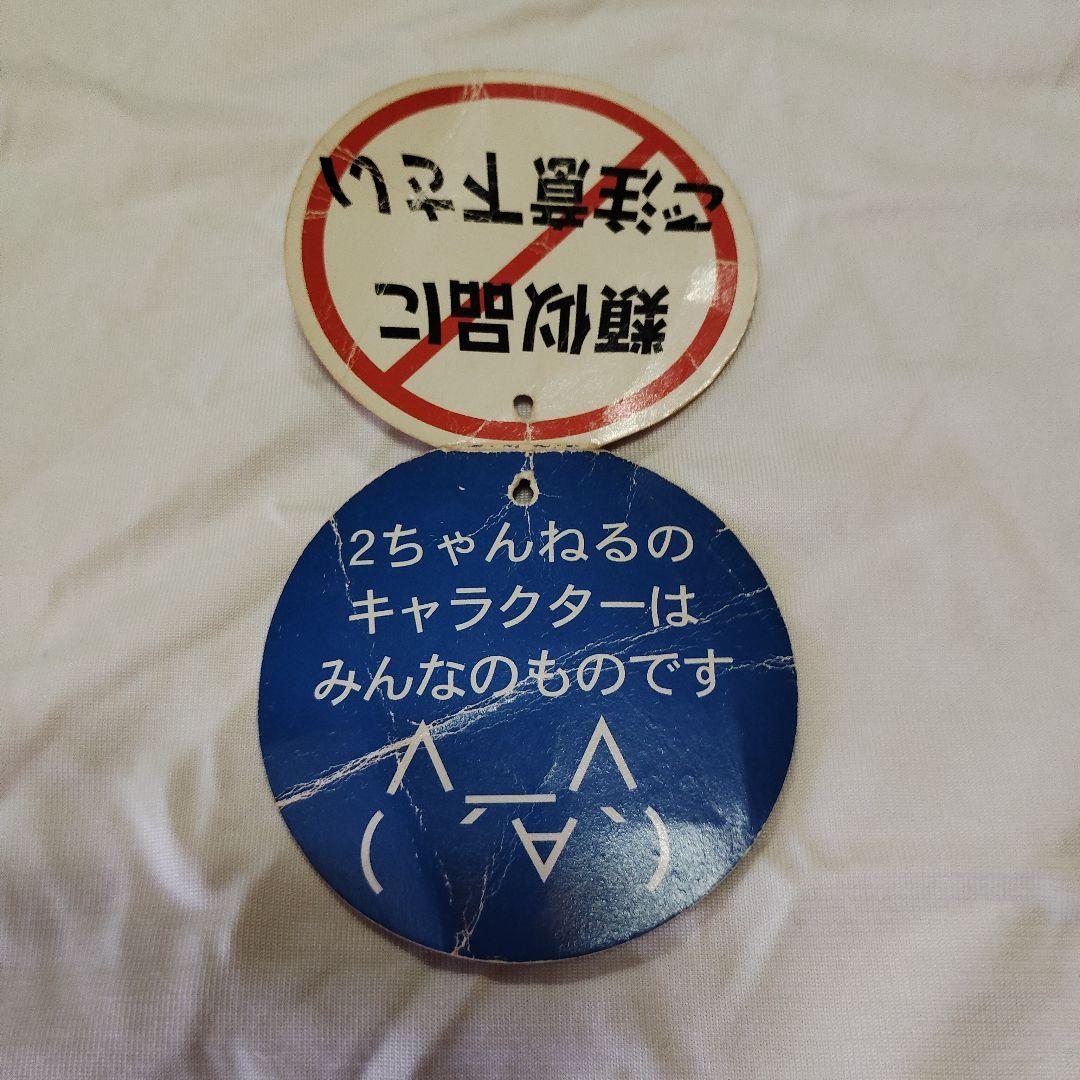 類似品に
ご注意下さい
2ちゃんねるの
キャラクターは
みんなのものです
∧＿∧
（ ´∀｀）